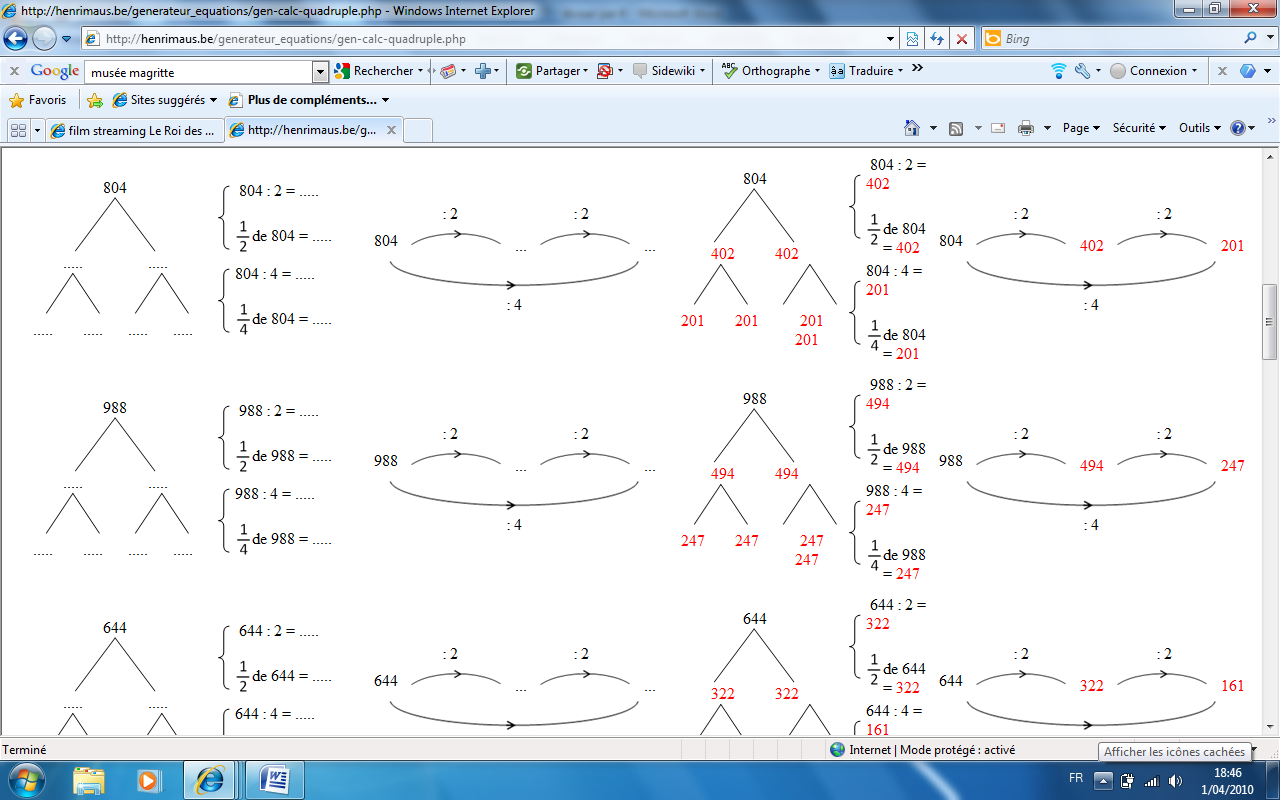 http://henrimaus.be/generateur_equations/gen-calc-quadruple.php - Windows Internet Explorer
http://henrimaus.be/generateur_equations/gen-calc-quadruple.php
Bing
x Google musée magritte Rechercher Partager Sidewiki ABC Orthographe aあ Traduire » Connexion x
Favoris Sites suggérés Plus de compléments...
film streaming Le Roi des ... http://henrimaus.be/g... x Page Sécurité Outils »
804
804 : 2 = .....
1/2 de 804 = .....
..... .....
804 : 4 = .....
1/4 de 804 = .....
..... ..... ..... .....
: 2 : 2
804 ... ...
: 4
804
402 402
201 201 201
201
804 : 2 =
402
1/2 de 804
= 402
804 : 4 =
201
1/4 de 804
= 201
: 2 : 2
804 402 201
: 4
988
988 : 2 = .....
1/2 de 988 = .....
..... .....
988 : 4 = .....
1/4 de 988 = .....
..... ..... ..... .....
: 2 : 2
988 ... ...
: 4
988
494 494
247 247 247
247
988 : 2 =
494
1/2 de 988
= 494
988 : 4 =
247
1/4 de 988
= 247
: 2 : 2
988 494 247
: 4
644
644 : 2 = .....
1/2 de 644 = .....
..... .....
644 : 4 = .....
: 2 : 2
644 ... ...
644
322 322
644 : 2 =
322
1/2 de 644
= 322
644 : 4 =
161
: 2 : 2
644 322 161
Terminé Internet | Mode protégé : activé
Afficher les icônes cachées
FR 18:46
1/04/2010